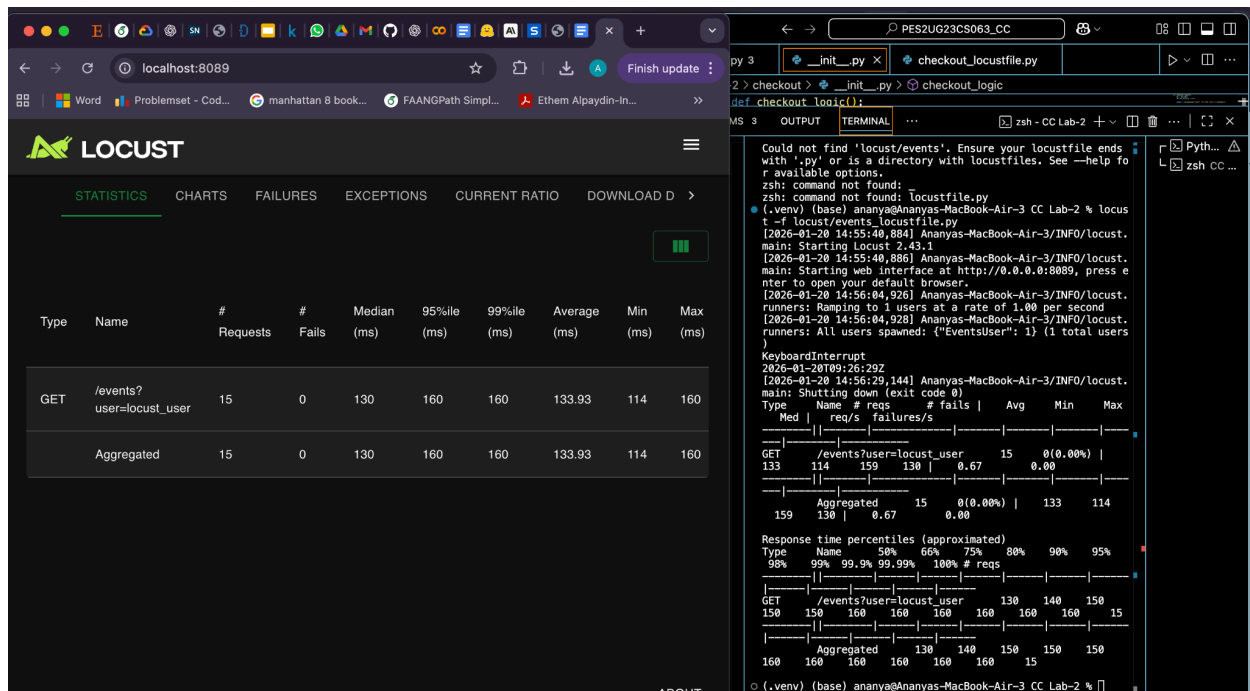 localhost:8089
Finish update
Word
Problemset - Cod...
manhattan 8 book...
FAANGPath Simpl...
Ethem Alpaydin-In...
LOCUST
STATISTICS CHARTS FAILURES EXCEPTIONS CURRENT RATIO DOWNLOAD D
Type Name # Requests # Fails Median (ms) 95%ile (ms) 99%ile (ms) Average (ms) Min (ms) Max (ms)
GET /events?user=locust_user 15 0 130 160 160 133.93 114 160
Aggregated 15 0 130 160 160 133.93 114 160
PES2UG23CS063_CC
py 3 __init__.py checkout_locustfile.py
-2 > checkout > __init__.py > checkout_logic
def checkout_logic():
MS 3 OUTPUT TERMINAL ... zsh - CC Lab-2
Pyth...
zsh CC ...
Could not find 'locust/events'. Ensure your locustfile ends
with '.py' or is a directory with locustfiles. See --help fo
r available options.
zsh: command not found: _
zsh: command not found: locustfile.py
(.venv) (base) ananya@Ananyas-MacBook-Air-3 CC Lab-2 % locus
t -f locust/events_locustfile.py
[2026-01-20 14:55:40,884] Ananyas-MacBook-Air-3/INFO/locust.
main: Starting Locust 2.43.1
[2026-01-20 14:55:40,886] Ananyas-MacBook-Air-3/INFO/locust.
main: Starting web interface at http://0.0.0.0:8089, press e
nter to open your default browser.
[2026-01-20 14:56:04,926] Ananyas-MacBook-Air-3/INFO/locust.
runners: Ramping to 1 users at a rate of 1.00 per second
[2026-01-20 14:56:04,928] Ananyas-MacBook-Air-3/INFO/locust.
runners: All users spawned: {"EventsUser": 1} (1 total users
)
KeyboardInterrupt
2026-01-20T09:26:29Z
[2026-01-20 14:56:29,144] Ananyas-MacBook-Air-3/INFO/locust.
main: Shutting down (exit code 0)
Type Name # reqs # fails | Avg Min Max
Med | req/s failures/s
--------||-------|-------------|-------|-------|----
---|--------|-----------
GET /events?user=locust_user 15 0(0.00%) |
133 114 159 130 | 0.67 0.00
--------||-------|-------------|-------|-------|----
---|--------|-----------
Aggregated 15 0(0.00%) | 133 114
159 130 | 0.67 0.00
Response time percentiles (approximated)
Type Name 50% 66% 75% 80% 90% 95%
98% 99% 99.9% 99.99% 100% # reqs
--------||--------|------|------|------|------|------
|------|------|------|------|------
GET /events?user=locust_user 130 140 150
150 150 160 160 160 160 160 160 15
--------||--------|------|------|------|------|------
|------|------|------|------|------
Aggregated 130 140 150 150 150
160 160 160 160 160 160 15
(.venv) (base) ananya@Ananyas-MacBook-Air-3 CC Lab-2 %